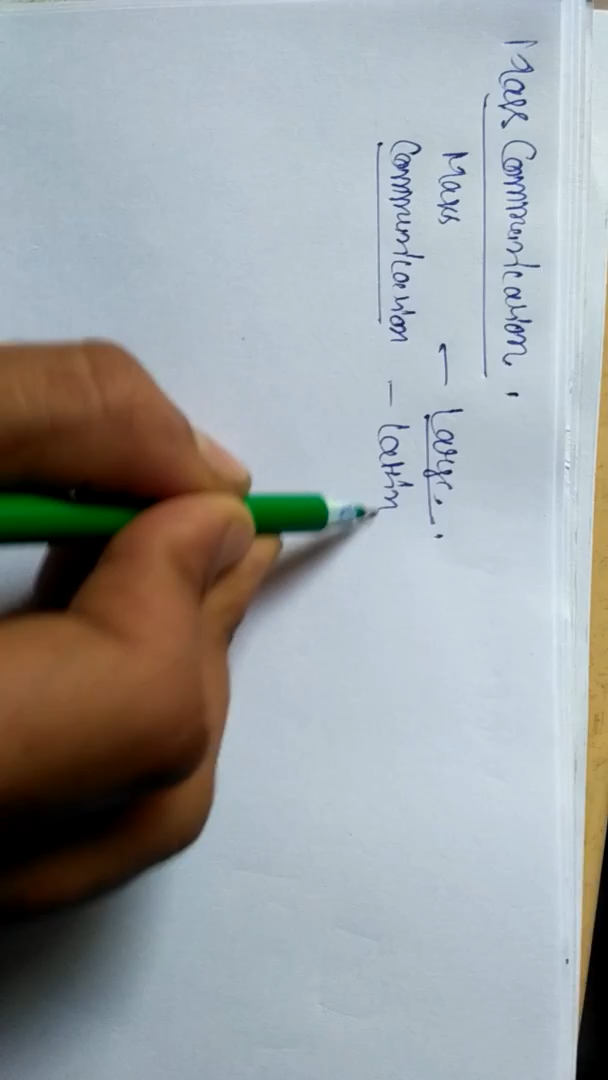 Mass Communication.
Mass - Large.
Communication - Latin